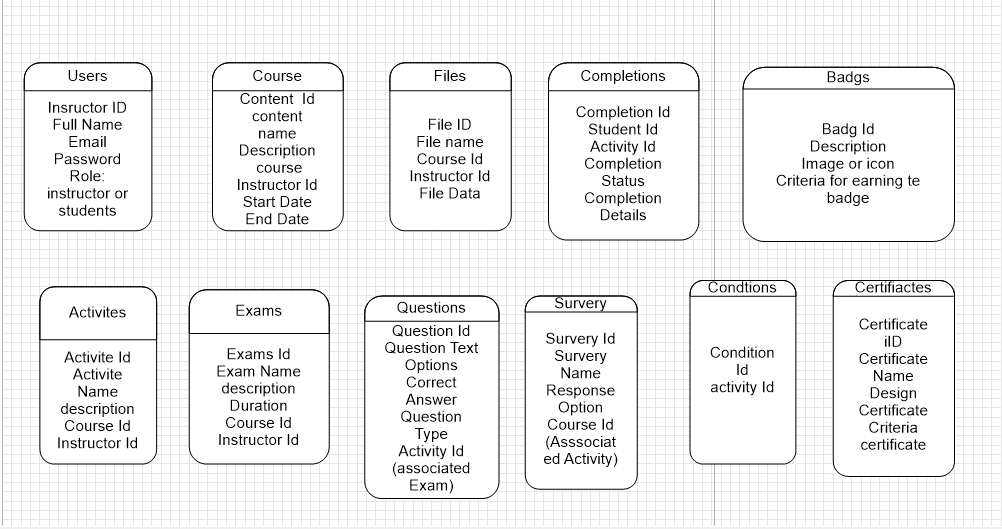 Users
Insructor ID
Full Name
Email
Password
Role:
instructor or
students
Course
Content Id
content
name
Description
course
Instructor Id
Start Date
End Date
Files
File ID
File name
Course Id
Instructor Id
File Data
Completions
Completion Id
Student Id
Activity Id
Completion
Status
Completion
Details
Badgs
Badg Id
Description
Image or icon
Criteria for earning te
badge
Activites
Activite Id
Activite
Name
description
Course Id
Instructor Id
Exams
Exams Id
Exam Name
description
Duration
Course Id
Instructor Id
Questions
Question Id
Question Text
Options
Correct
Answer
Question
Type
Activity Id
(associated
Exam)
Survery
Survery Id
Survery
Name
Response
Option
Course Id
(Asssociat
ed Activity)
Condtions
Condition
Id
activity Id
Certifiactes
Certificate
iID
Certificate
Name
Design
Certificate
Criteria
certificate